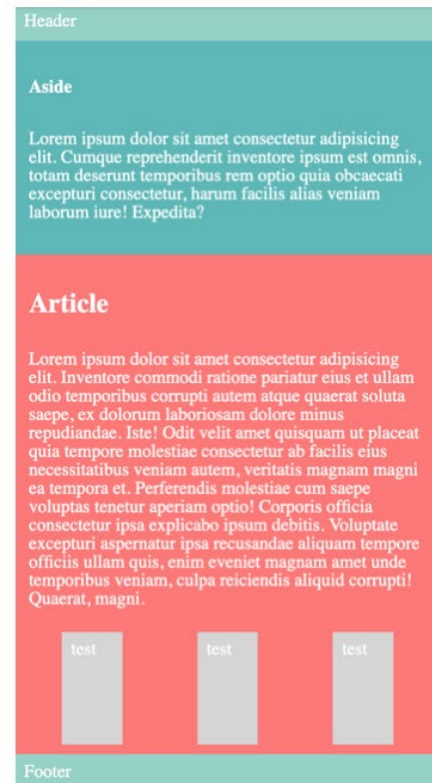 Header
Aside
Lorem ipsum dolor sit amet consectetur adipisicing
elit. Cumque reprehenderit inventore ipsum est omnis,
totam deserunt temporibus rem optio quia obcaecati
excepturi consectetur, harum facilis alias veniam
laborum iure! Expedita?
Article
Lorem ipsum dolor sit amet consectetur adipisicing
elit. Inventore commodi ratione pariatur eius et ullam
odio temporibus corrupti autem atque quaerat soluta
saepe, ex dolorum laboriosam dolore minus
repudiandae. Iste! Odit velit amet quisquam ut placeat
quia tempore molestiae consectetur ab facilis eius
necessitatibus veniam autem, veritatis magnam magni
ea tempora et. Perferendis molestiae cum saepe
voluptas tenetur aperiam optio! Corporis officia
consectetur ipsa explicabo ipsum debitis. Voluptate
excepturi aspernatur ipsa recusandae aliquam tempore
officiis ullam quis, enim eveniet magnam amet unde
temporibus veniam, culpa reiciendis aliquid corrupti!
Quaerat, magni.
test test test
Footer